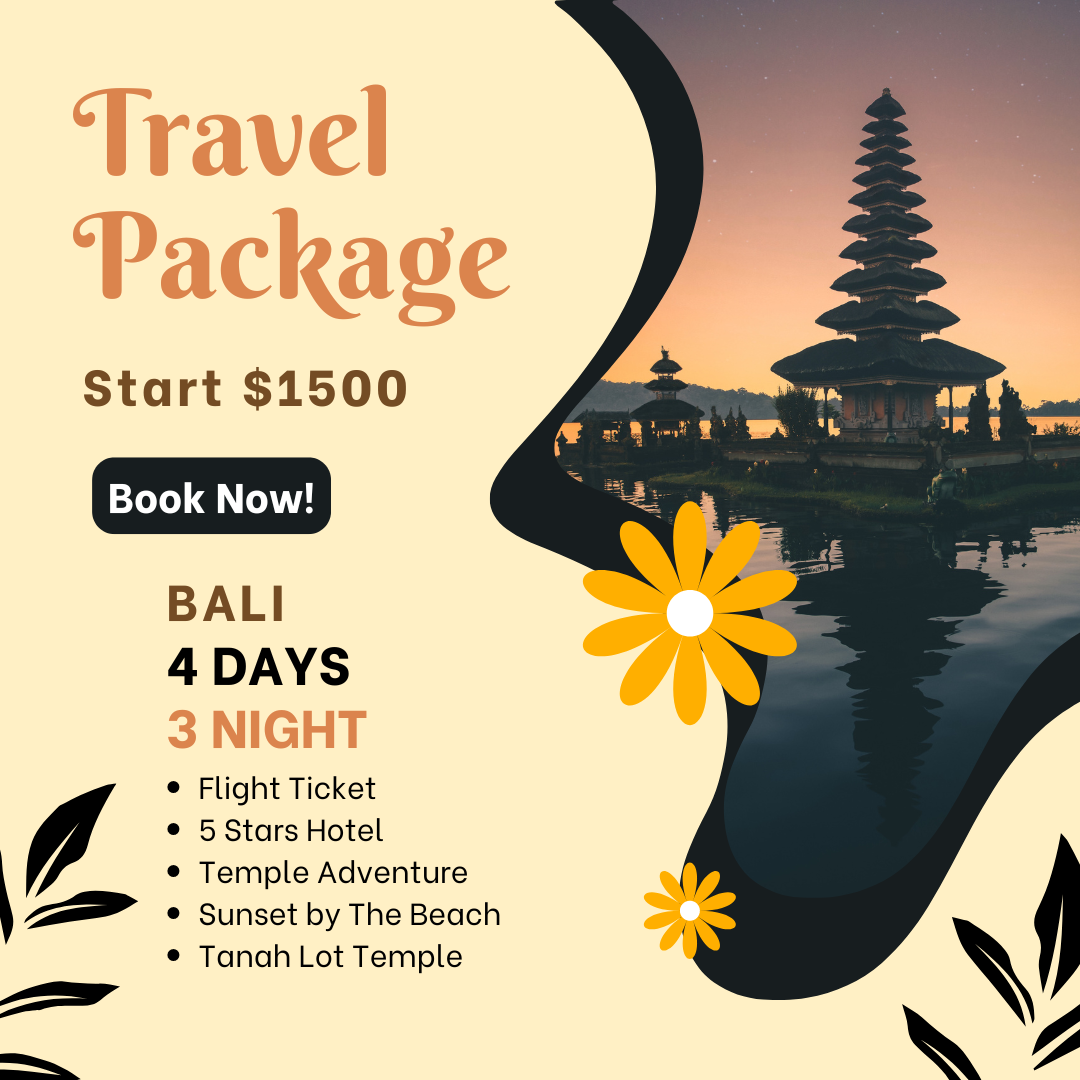 Travel
Package
Start $1500
Book Now!
BALI
4 DAYS
3 NIGHT
• Flight Ticket
• 5 Stars Hotel
• Temple Adventure
• Sunset by The Beach
• Tanah Lot Temple